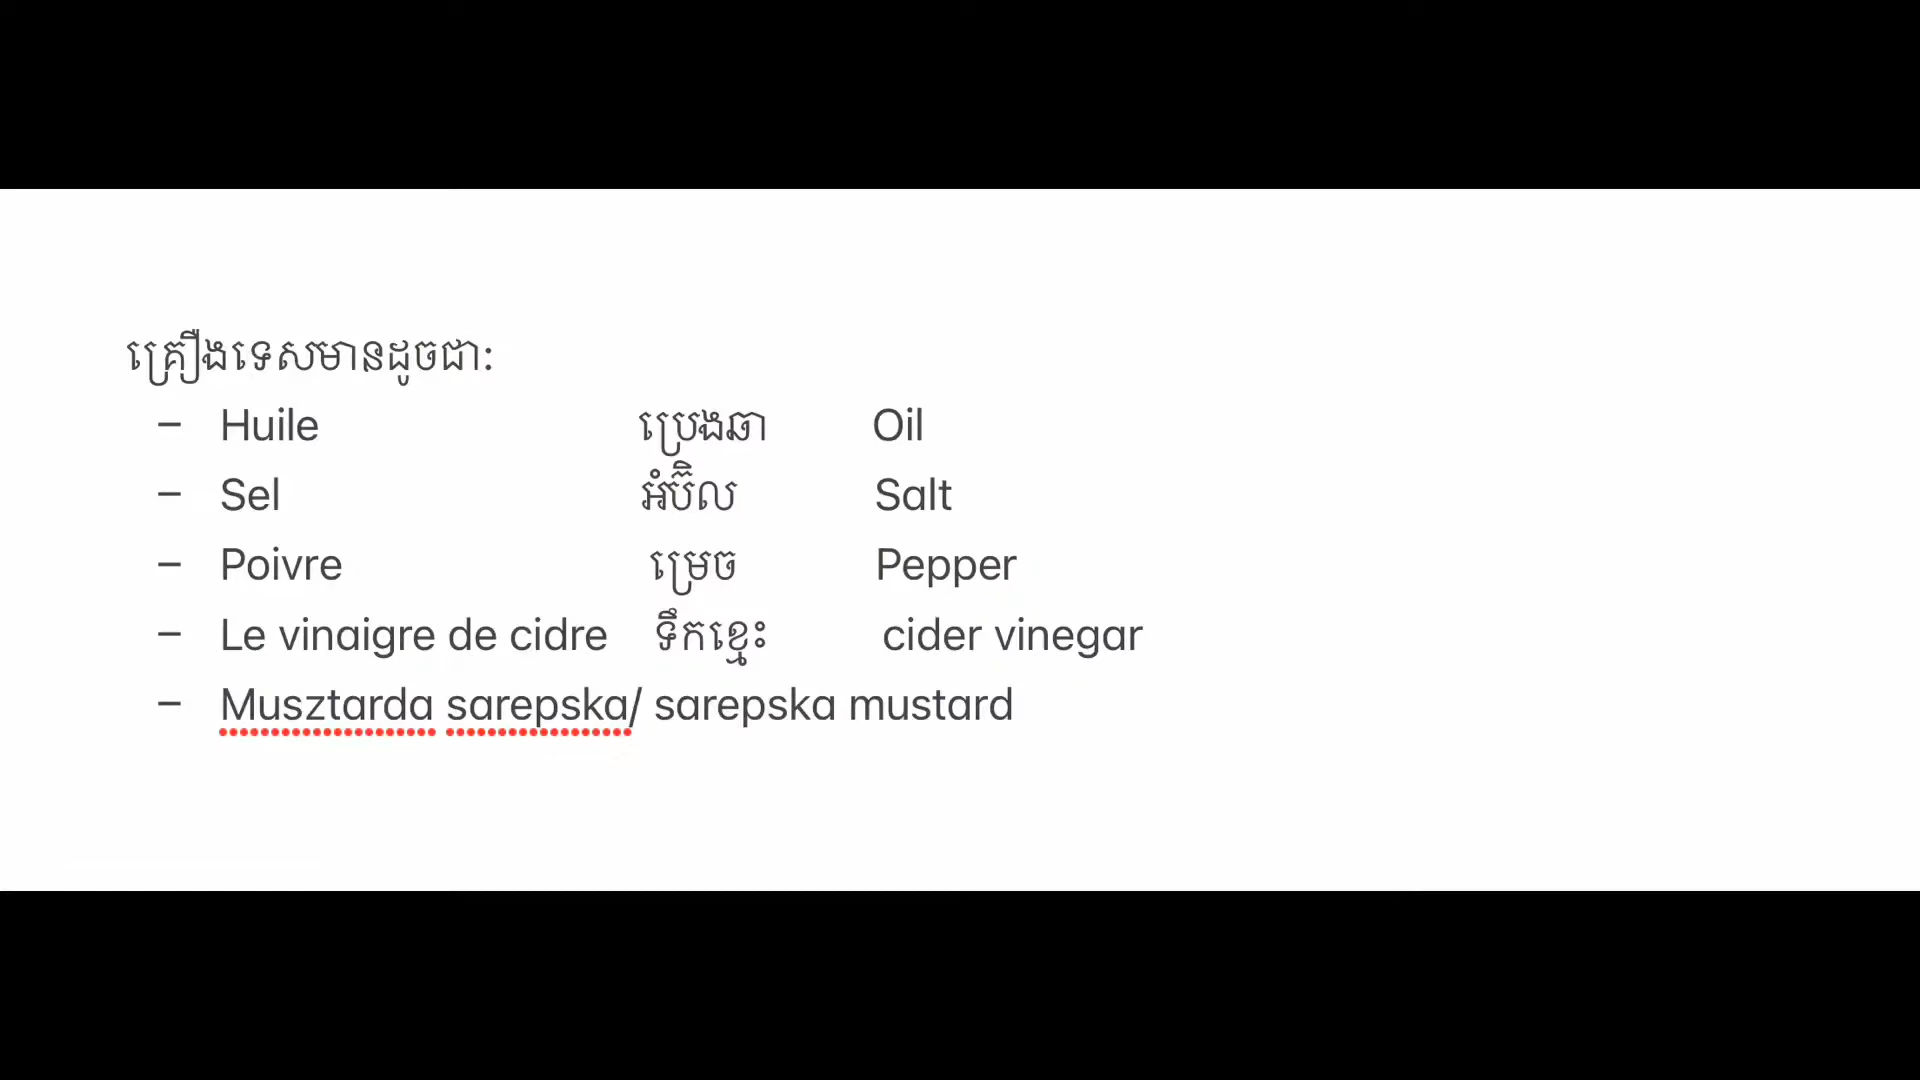 គ្រឿងទេសមានដូចជា:
– Huile ប្រេងឆា Oil
– Sel អំប៊ិល Salt
– Poivre ម្រេច Pepper
– Le vinaigre de cidre ទឹកខ្មេះ cider vinegar
– Musztarda sarepska/ sarepska mustard